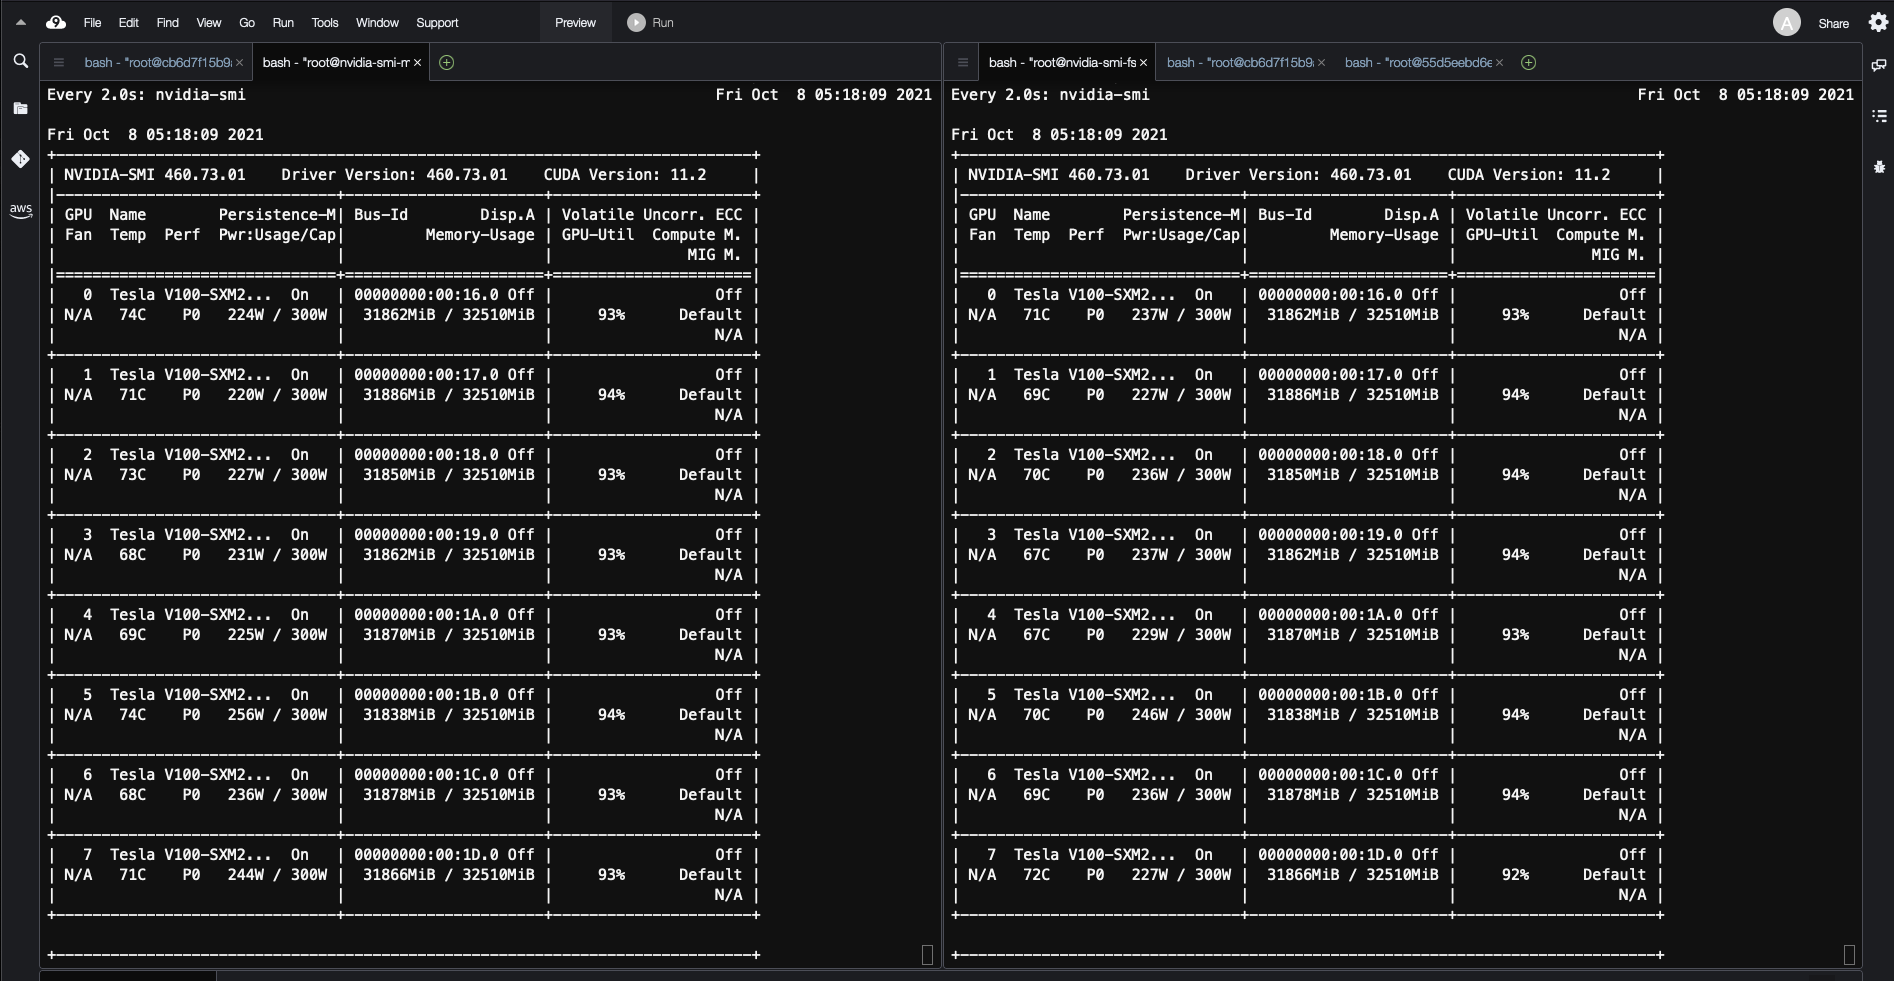 File Edit Find View Go Run Tools Window Support Preview Run A Share
bash - "root@cb6d7f15b9 × bash - "root@nvidia-smi-m ×
aws
Every 2.0s: nvidia-smi Fri Oct  8 05:18:09 2021
Fri Oct  8 05:18:09 2021
+-----------------------------------------------------------------------------+
| NVIDIA-SMI 460.73.01    Driver Version: 460.73.01    CUDA Version: 11.2     |
|-------------------------------+----------------------+----------------------+
| GPU  Name        Persistence-M| Bus-Id        Disp.A | Volatile Uncorr. ECC |
| Fan  Temp  Perf  Pwr:Usage/Cap|         Memory-Usage | GPU-Util  Compute M. |
|                               |                      |               MIG M. |
|===============================+======================+======================|
|   0  Tesla V100-SXM2...  On   | 00000000:00:16.0 Off |                  Off |
| N/A   74C    P0   224W / 300W |  31862MiB / 32510MiB |     93%      Default |
|                               |                      |                  N/A |
+-------------------------------+----------------------+----------------------+
|   1  Tesla V100-SXM2...  On   | 00000000:00:17.0 Off |                  Off |
| N/A   71C    P0   220W / 300W |  31886MiB / 32510MiB |     94%      Default |
|                               |                      |                  N/A |
+-------------------------------+----------------------+----------------------+
|   2  Tesla V100-SXM2...  On   | 00000000:00:18.0 Off |                  Off |
| N/A   73C    P0   227W / 300W |  31850MiB / 32510MiB |     93%      Default |
|                               |                      |                  N/A |
+-------------------------------+----------------------+----------------------+
|   3  Tesla V100-SXM2...  On   | 00000000:00:19.0 Off |                  Off |
| N/A   68C    P0   231W / 300W |  31862MiB / 32510MiB |     93%      Default |
|                               |                      |                  N/A |
+-------------------------------+----------------------+----------------------+
|   4  Tesla V100-SXM2...  On   | 00000000:00:1A.0 Off |                  Off |
| N/A   69C    P0   225W / 300W |  31870MiB / 32510MiB |     93%      Default |
|                               |                      |                  N/A |
+-------------------------------+----------------------+----------------------+
|   5  Tesla V100-SXM2...  On   | 00000000:00:1B.0 Off |                  Off |
| N/A   74C    P0   256W / 300W |  31838MiB / 32510MiB |     94%      Default |
|                               |                      |                  N/A |
+-------------------------------+----------------------+----------------------+
|   6  Tesla V100-SXM2...  On   | 00000000:00:1C.0 Off |                  Off |
| N/A   68C    P0   236W / 300W |  31878MiB / 32510MiB |     93%      Default |
|                               |                      |                  N/A |
+-------------------------------+----------------------+----------------------+
|   7  Tesla V100-SXM2...  On   | 00000000:00:1D.0 Off |                  Off |
| N/A   71C    P0   244W / 300W |  31866MiB / 32510MiB |     93%      Default |
|                               |                      |                  N/A |
+-------------------------------+----------------------+----------------------+
+-----------------------------------------------------------------------------+
bash - "root@nvidia-smi-fs × bash - "root@cb6d7f15b9 × bash - "root@55d5eebd6e ×
Every 2.0s: nvidia-smi Fri Oct  8 05:18:09 2021
Fri Oct  8 05:18:09 2021
+-----------------------------------------------------------------------------+
| NVIDIA-SMI 460.73.01    Driver Version: 460.73.01    CUDA Version: 11.2     |
|-------------------------------+----------------------+----------------------+
| GPU  Name        Persistence-M| Bus-Id        Disp.A | Volatile Uncorr. ECC |
| Fan  Temp  Perf  Pwr:Usage/Cap|         Memory-Usage | GPU-Util  Compute M. |
|                               |                      |               MIG M. |
|===============================+======================+======================|
|   0  Tesla V100-SXM2...  On   | 00000000:00:16.0 Off |                  Off |
| N/A   71C    P0   237W / 300W |  31862MiB / 32510MiB |     93%      Default |
|                               |                      |                  N/A |
+-------------------------------+----------------------+----------------------+
|   1  Tesla V100-SXM2...  On   | 00000000:00:17.0 Off |                  Off |
| N/A   69C    P0   227W / 300W |  31886MiB / 32510MiB |     94%      Default |
|                               |                      |                  N/A |
+-------------------------------+----------------------+----------------------+
|   2  Tesla V100-SXM2...  On   | 00000000:00:18.0 Off |                  Off |
| N/A   70C    P0   236W / 300W |  31850MiB / 32510MiB |     94%      Default |
|                               |                      |                  N/A |
+-------------------------------+----------------------+----------------------+
|   3  Tesla V100-SXM2...  On   | 00000000:00:19.0 Off |                  Off |
| N/A   67C    P0   237W / 300W |  31862MiB / 32510MiB |     94%      Default |
|                               |                      |                  N/A |
+-------------------------------+----------------------+----------------------+
|   4  Tesla V100-SXM2...  On   | 00000000:00:1A.0 Off |                  Off |
| N/A   67C    P0   229W / 300W |  31870MiB / 32510MiB |     93%      Default |
|                               |                      |                  N/A |
+-------------------------------+----------------------+----------------------+
|   5  Tesla V100-SXM2...  On   | 00000000:00:1B.0 Off |                  Off |
| N/A   70C    P0   246W / 300W |  31838MiB / 32510MiB |     94%      Default |
|                               |                      |                  N/A |
+-------------------------------+----------------------+----------------------+
|   6  Tesla V100-SXM2...  On   | 00000000:00:1C.0 Off |                  Off |
| N/A   69C    P0   236W / 300W |  31878MiB / 32510MiB |     94%      Default |
|                               |                      |                  N/A |
+-------------------------------+----------------------+----------------------+
|   7  Tesla V100-SXM2...  On   | 00000000:00:1D.0 Off |                  Off |
| N/A   72C    P0   227W / 300W |  31866MiB / 32510MiB |     92%      Default |
|                               |                      |                  N/A |
+-------------------------------+----------------------+----------------------+
+-----------------------------------------------------------------------------+